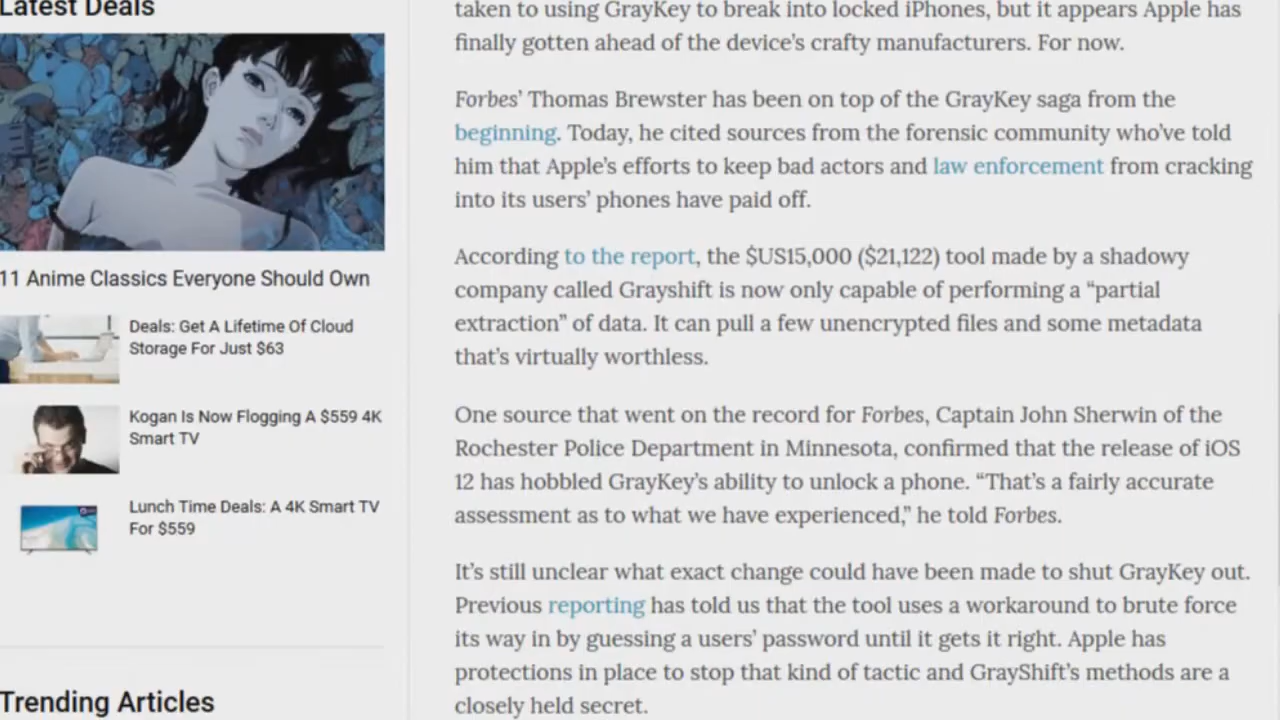 Latest Deals
11 Anime Classics Everyone Should Own
Deals: Get A Lifetime Of Cloud
Storage For Just $63
Kogan Is Now Flogging A $559 4K
Smart TV
Lunch Time Deals: A 4K Smart TV
For $559
Trending Articles
taken to using GrayKey to break into locked iPhones, but it appears Apple has
finally gotten ahead of the device's crafty manufacturers. For now.
Forbes' Thomas Brewster has been on top of the GrayKey saga from the
beginning. Today, he cited sources from the forensic community who've told
him that Apple's efforts to keep bad actors and law enforcement from cracking
into its users' phones have paid off.
According to the report, the $US15,000 ($21,122) tool made by a shadowy
company called Grayshift is now only capable of performing a “partial
extraction” of data. It can pull a few unencrypted files and some metadata
that's virtually worthless.
One source that went on the record for Forbes, Captain John Sherwin of the
Rochester Police Department in Minnesota, confirmed that the release of iOS
12 has hobbled GrayKey's ability to unlock a phone. “That's a fairly accurate
assessment as to what we have experienced,” he told Forbes.
It's still unclear what exact change could have been made to shut GrayKey out.
Previous reporting has told us that the tool uses a workaround to brute force
its way in by guessing a users' password until it gets it right. Apple has
protections in place to stop that kind of tactic and GrayShift's methods are a
closely held secret.